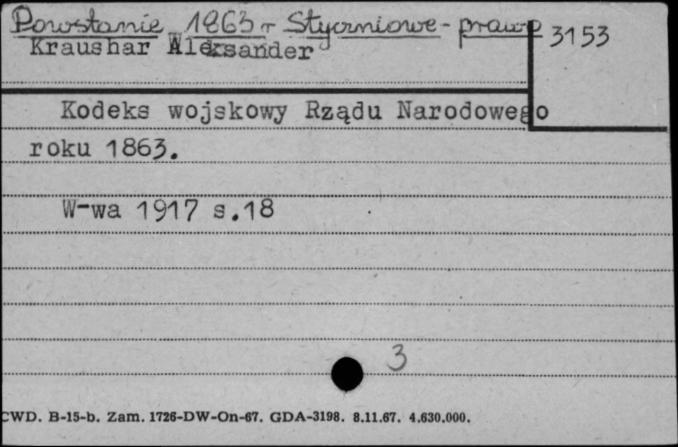 Powstanie 1863 r Styczniowe - prawo
3153
Kraushar Aleksander
Kodeks wojskowy Rządu Narodowego
roku 1863.
W-wa 1917 s.18
3
CWD. B-15-b. Zam. 1726-DW-On-67. GDA-3198. 8.11.67. 4.630.000.